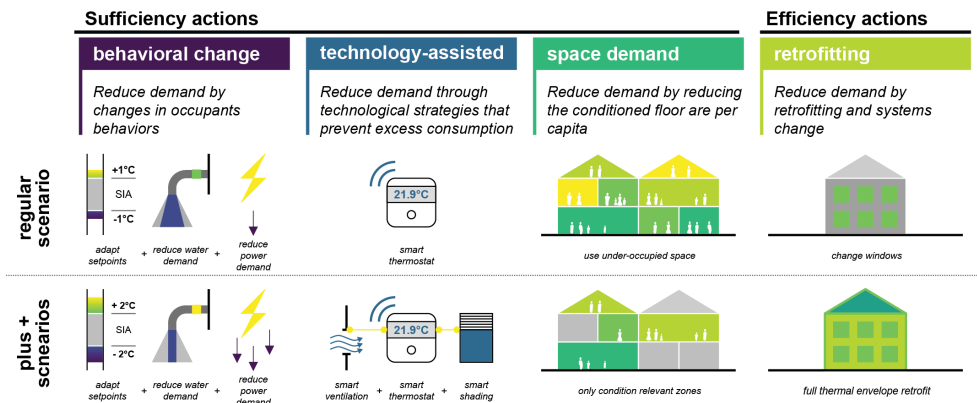 Sufficiency actions
Efficiency actions
behavioral change
technology-assisted
space demand
retrofitting
Reduce demand by
changes in occupants
behaviors
Reduce demand through
technological strategies that
prevent excess consumption
Reduce demand by reducing
the conditioned floor are per
capita
Reduce demand by
retrofitting and systems
change
regular
scenario
+1°C
SIA
-1°C
adapt
setpoints
+
reduce water
demand
+
reduce
power
demand
21.9°C
smart
thermostat
use under-occupied space
change windows
plus +
scnearios
+ 2°C
SIA
- 2°C
adapt
setpoints
+
reduce water
demand
+
reduce
power
demand
21.9°C
smart
ventilation
+
smart
thermostat
+
smart
shading
only condition relevant zones
full thermal envelope retrofit